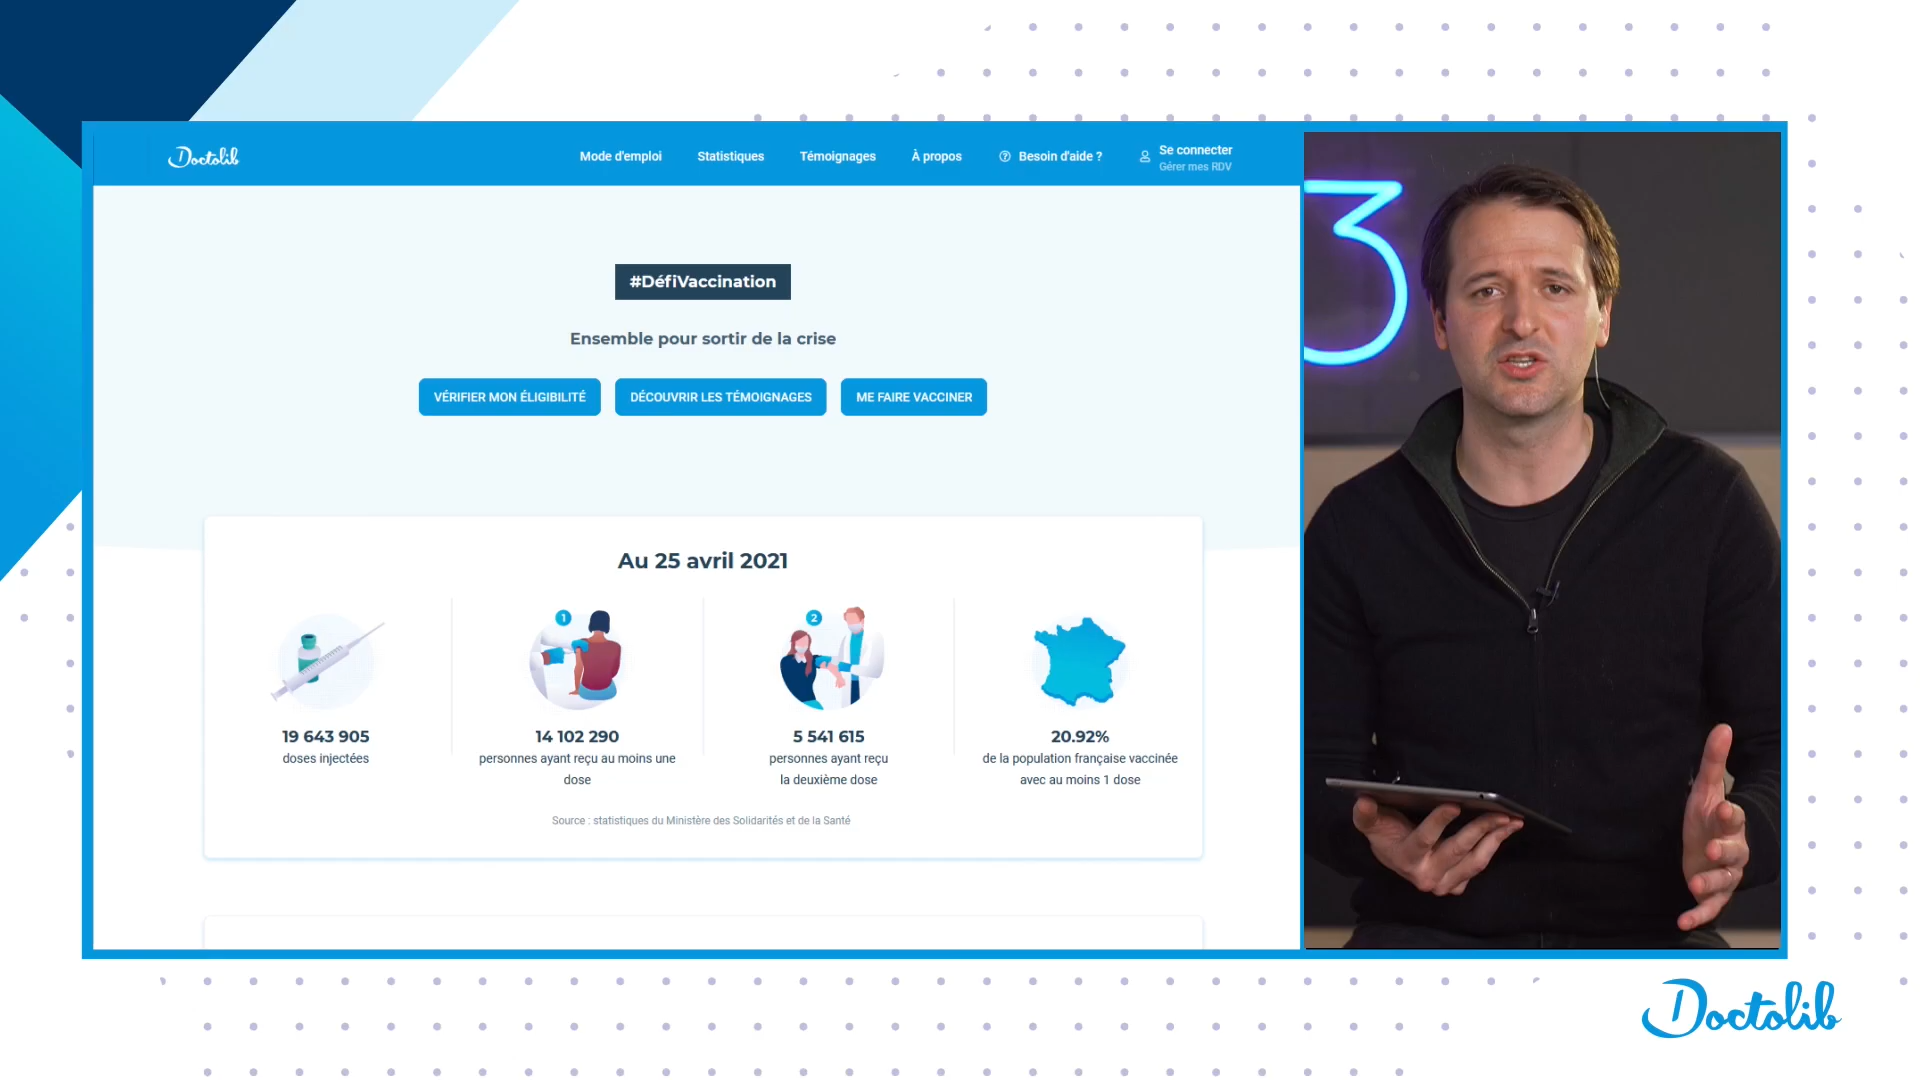 Doctolib
Mode d'emploi
Statistiques
Témoignages
À propos
Besoin d'aide ?
Se connecter
Gérer mes RDV
3
#DéfiVaccination
Ensemble pour sortir de la crise
VÉRIFIER MON ÉLIGIBILITÉ
DÉCOUVRIR LES TÉMOIGNAGES
ME FAIRE VACCINER
Au 25 avril 2021
1
2
19 643 905
doses injectées
14 102 290
personnes ayant reçu au moins une
dose
5 541 615
personnes ayant reçu
la deuxième dose
20.92%
de la population française vaccinée
avec au moins 1 dose
Source : statistiques du Ministère des Solidarités et de la Santé
Doctolib